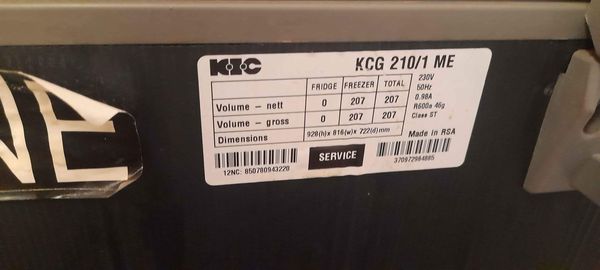 NE
KIC KCG 210/1 ME
FRIDGE FREEZER TOTAL 230V
50Hz
Volume - nett 0 207 207 0.98A
R600a 46g
Volume - gross 0 207 207 Class ST
Dimensions 928(h)x 816(w)x 722(d)mm Made in RSA
SERVICE
12NC: 850780943220 370972984885